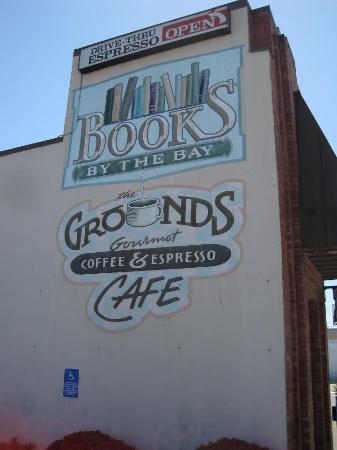 DRIVE-THRU
ESPRESSO OPEN
BOOKS
BY THE BAY
the
GROUNDS
Gourmet
COFFEE & ESPRESSO
CAFE